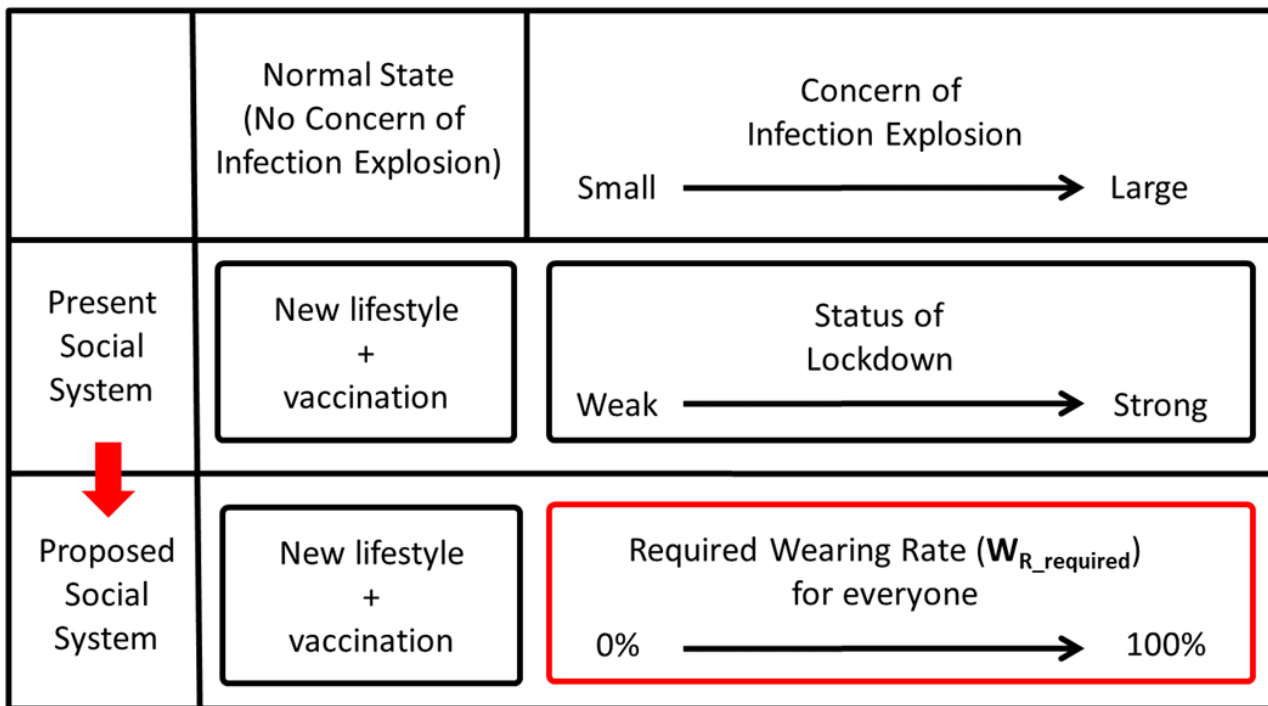 Normal State
(No Concern of
Infection Explosion)
Concern of
Infection Explosion
Small
Large
Present
Social
System
New lifestyle
+
vaccination
Status of
Lockdown
Weak
Strong
Proposed
Social
System
New lifestyle
+
vaccination
Required Wearing Rate (W_R_required)
for everyone
0%
100%